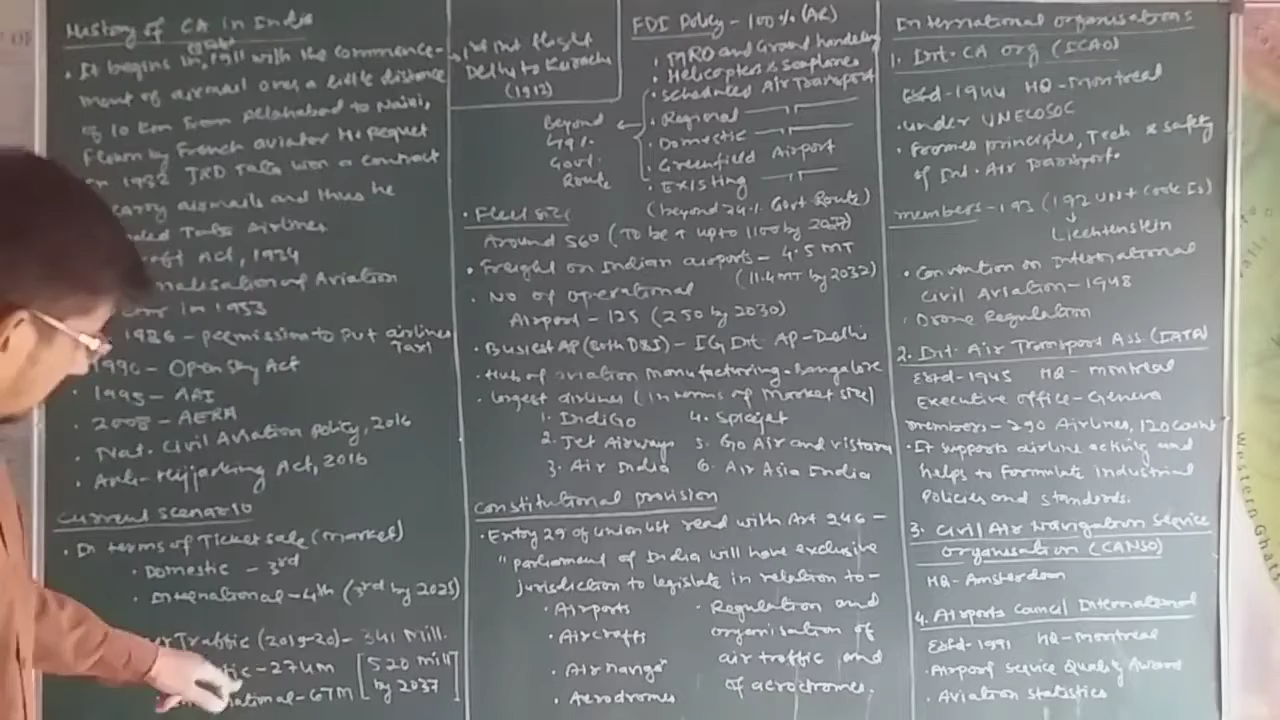 History of CA in India
. It begins in 1911 with the commence-
ment of airmail over a little distance
of 10 km from Allahabad to Naini,
Flown by French aviator
In 1932 JRD Tata won a contract
carry airmails and thus he
Tata Airlines
Act, 1934
nalisation of Aviation
in 1953
1986 - permission to Put airlines
Taxi
1990 - Open Sky Act
. 1995 - AAI
. 2008 - AERA
. Nat. Civil Aviation policy, 2016
. Anti-Hijjacking Act, 2016
Current scenario
. In terms of Ticket sale (market)
. Domestic - 3rd
. International - 4th (3rd by 2025)
Traffic (2019-20) - 341 Mill.
tic - 274M
ational - 67M
[520 mill
by 2037]
1st Int flight
Delhi to Karachi
(1912)
FDI Policy - 100% (AR)
. MRO and Ground handeling
. Helicopters & Seaplanes
. Scheduled Air Transport
. Regional — 11 —
. Domestic — 11 —
. Greenfield Airport
. Existing — 11 —
Beyond
49%
Govt.
Route
(beyond 74% Govt Route)
. Fleet size
Around 560 (To be ↑ upto 1100 by 2027)
. Freight on Indian airports - 4.5 MT
(11.4 MT by 2032)
. No of operational
Airport - 125 (250 by 2030)
. Busiest AP (Both D&I) - IG Int. AP - Delhi
. Hub of aviation manufacturing - Bangalore
. Largest airlines (in terms of market size)
1. IndiGo 4. Spicejet
2. Jet Airways 5. Go Air and vistara
3. Air India 6. Air Asia India
Constitutional provision
. Entry 29 of union list read with Art 246 -
"parliament of India will have exclusive
jurisdiction to legislate in relation to -
. Airports
. Aircrafts
. Air
. Aerodromes
. Regulation and
organisation of
air traffic and
of aerodromes.
International organisations
1. Int. CA org (ICAO)
Estd - 1944 HQ - Montreal
. Under UNECOSOC
. Formes principles, Tech & safety
of Int. Air Transport.
members - 193 (192 UN + Cook Is)
↓
Liechtenstein
. Convention on International
Civil Aviation - 1948
. Drone Regulation
2. Int. Air Transport Ass. (IATA)
Estd - 1945 HQ - montreal
Executive office - Geneva
members - 290 Airlines, 120 count
. It supports airline activity and
helps to formulate industrial
policies and standards.
3. Civil Air Navigation Service
Organisation (CANSO)
HQ - Amsterdam
4. Airports Council International
Estd - 1991 HQ - Montreal
. Airport Service Quality Award
. Aviation statistics
Western Ghats